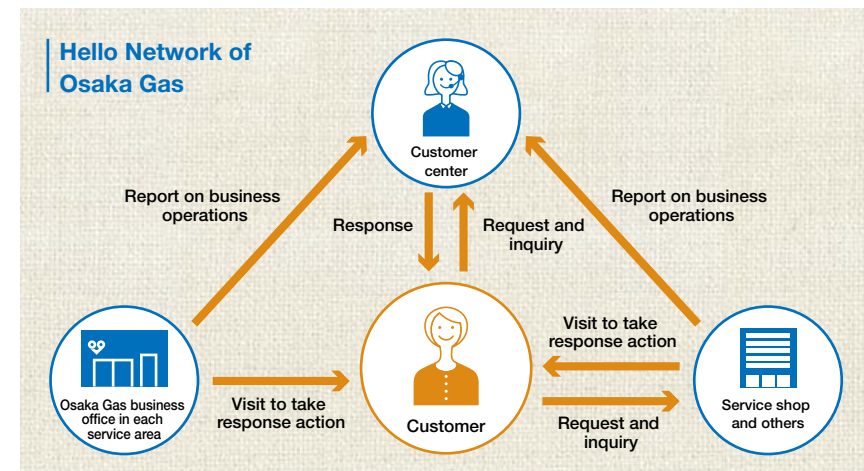 Hello Network of
Osaka Gas
Customer
center
Report on business
operations
Report on business
operations
Response
Request and
inquiry
Visit to take
response action
Osaka Gas business
office in each
service area
Visit to take
response action
Customer
Request and
inquiry
Service shop
and others